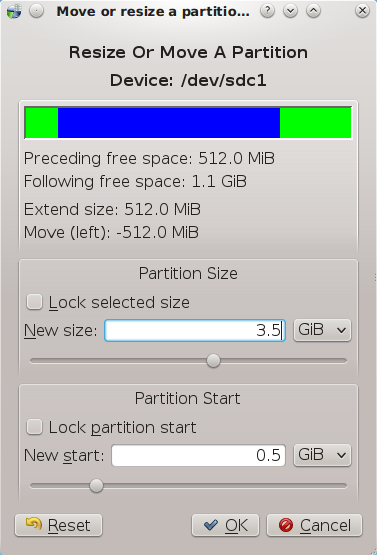 Move or resize a partitio...
Resize Or Move A Partition
Device: /dev/sdc1
Preceding free space: 512.0 MiB
Following free space: 1.1 GiB
Extend size: 512.0 MiB
Move (left): -512.0 MiB
Partition Size
Lock selected size
New size: 3.5 GiB
Partition Start
Lock partition start
New start: 0.5 GiB
Reset OK Cancel